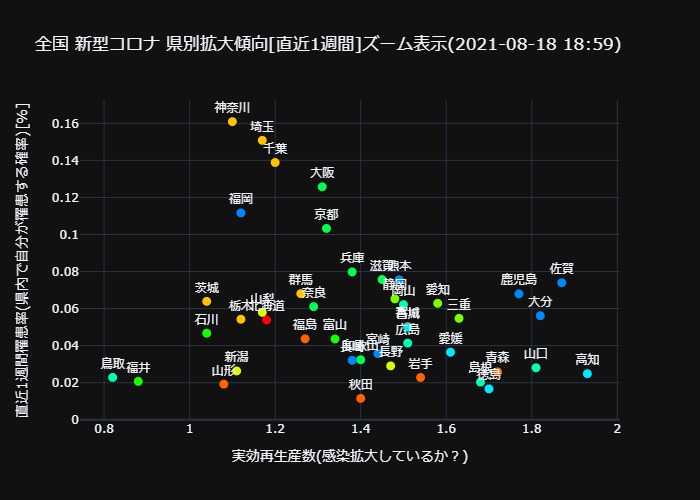 全国 新型コロナ 県別拡大傾向[直近1週間]ズーム表示(2021-08-18 18:59)
直近1週間罹患率(県内で自分が罹患する確率)[%]
0.16
0.14
0.12
0.1
0.08
0.06
0.04
0.02
0
神奈川
埼玉
千葉
大阪
福岡
京都
兵庫
滋賀
熊本
佐賀
鹿児島
静岡
群馬
奈良
茨城
岡山
愛知
山梨
栃木
北海道
三重
大分
石川
福島
富山
広島
宮崎
長野
愛媛
新潟
岩手
青森
山口
鳥取
福井
山形
島根
徳島
高知
秋田
0.8
1
1.2
1.4
1.6
1.8
2
実効再生産数(感染拡大しているか？)